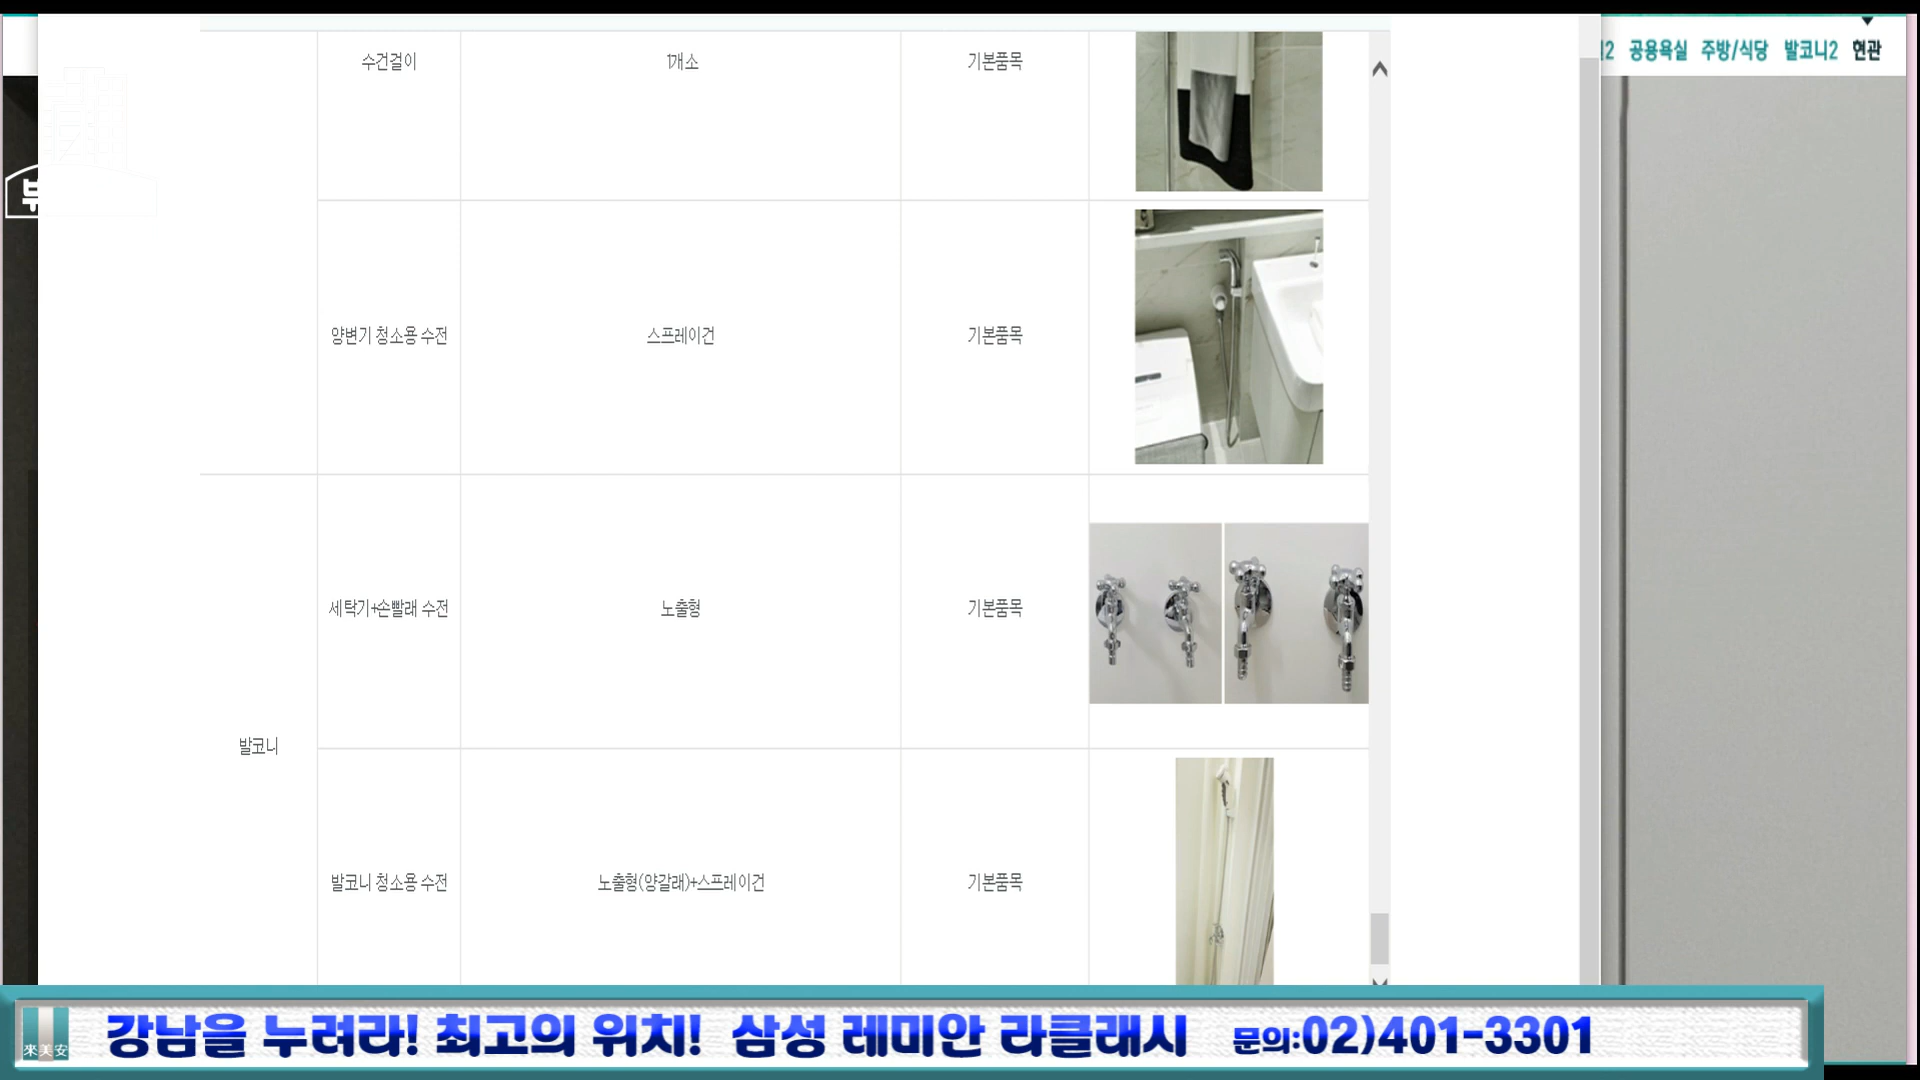 공용욕실 주방/식당 발코니2 현관
수건걸이 1개소 기본품목
양변기 청소용 수전 스프레이건 기본품목
세탁기+손빨래 수전 노출형 기본품목
발코니
발코니 청소용 수전 노출형(양갈래)+스프레이건 기본품목
來美安 강남을 누려라! 최고의 위치! 삼성 레미안 라클래시 문의:02)401-3301